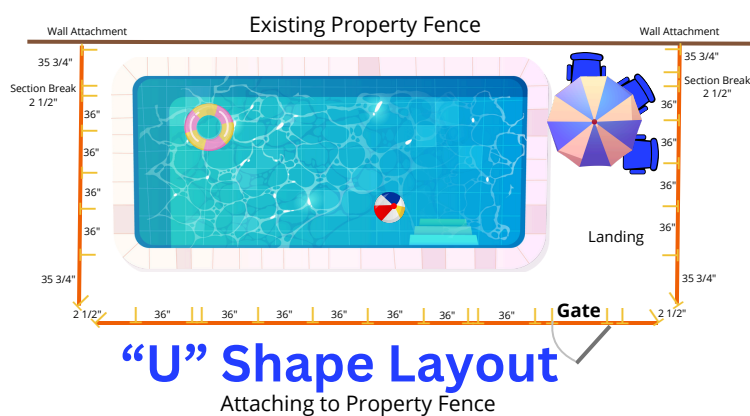 Existing Property Fence
Wall Attachment
Wall Attachment
35 3/4"
35 3/4"
Section Break
2 1/2"
Section Break
2 1/2"
36"
36"
36"
36"
36"
36"
36"
36"
Landing
35 3/4"
35 3/4"
2 1/2"
36"
36"
36"
36"
36"
36"
36"
Gate
2 1/2"
“U” Shape Layout
Attaching to Property Fence